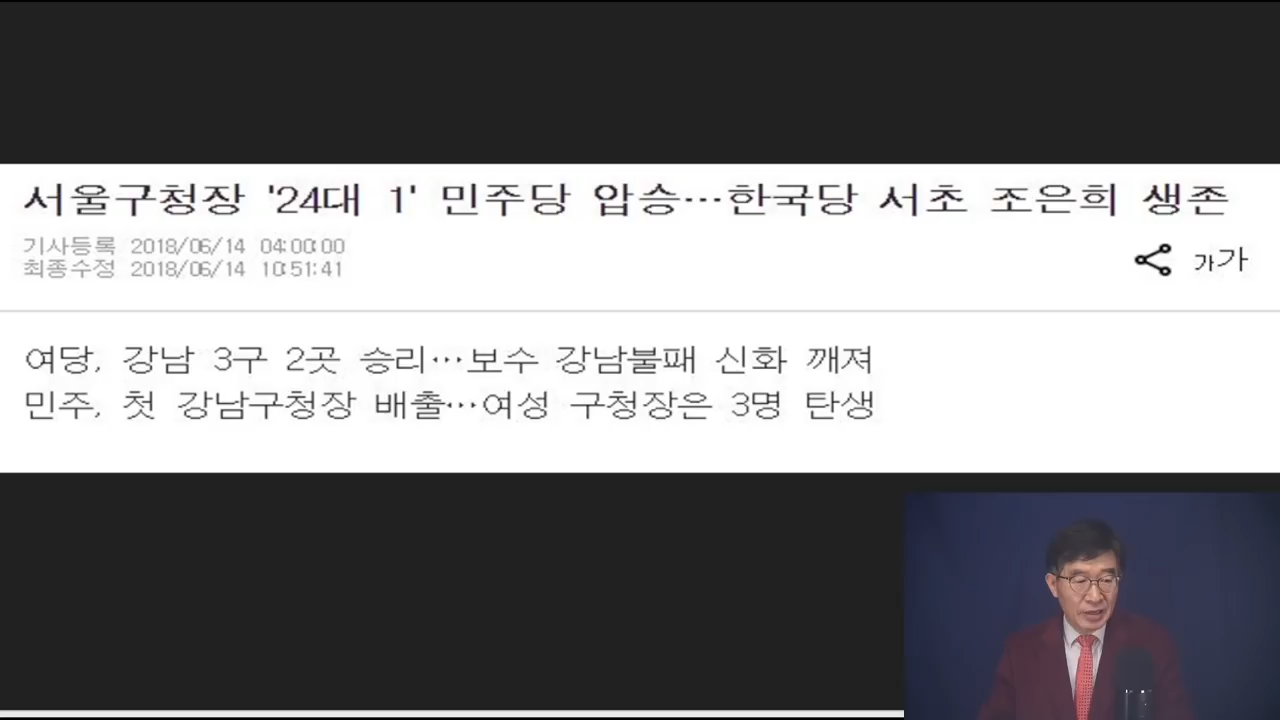 서울구청장 '24대 1' 민주당 압승…한국당 서초 조은희 생존
기사등록 2018/06/14 04:00:00
최종수정 2018/06/14 10:51:41
가가
여당, 강남 3구 2곳 승리…보수 강남불패 신화 깨져
민주, 첫 강남구청장 배출…여성 구청장은 3명 탄생